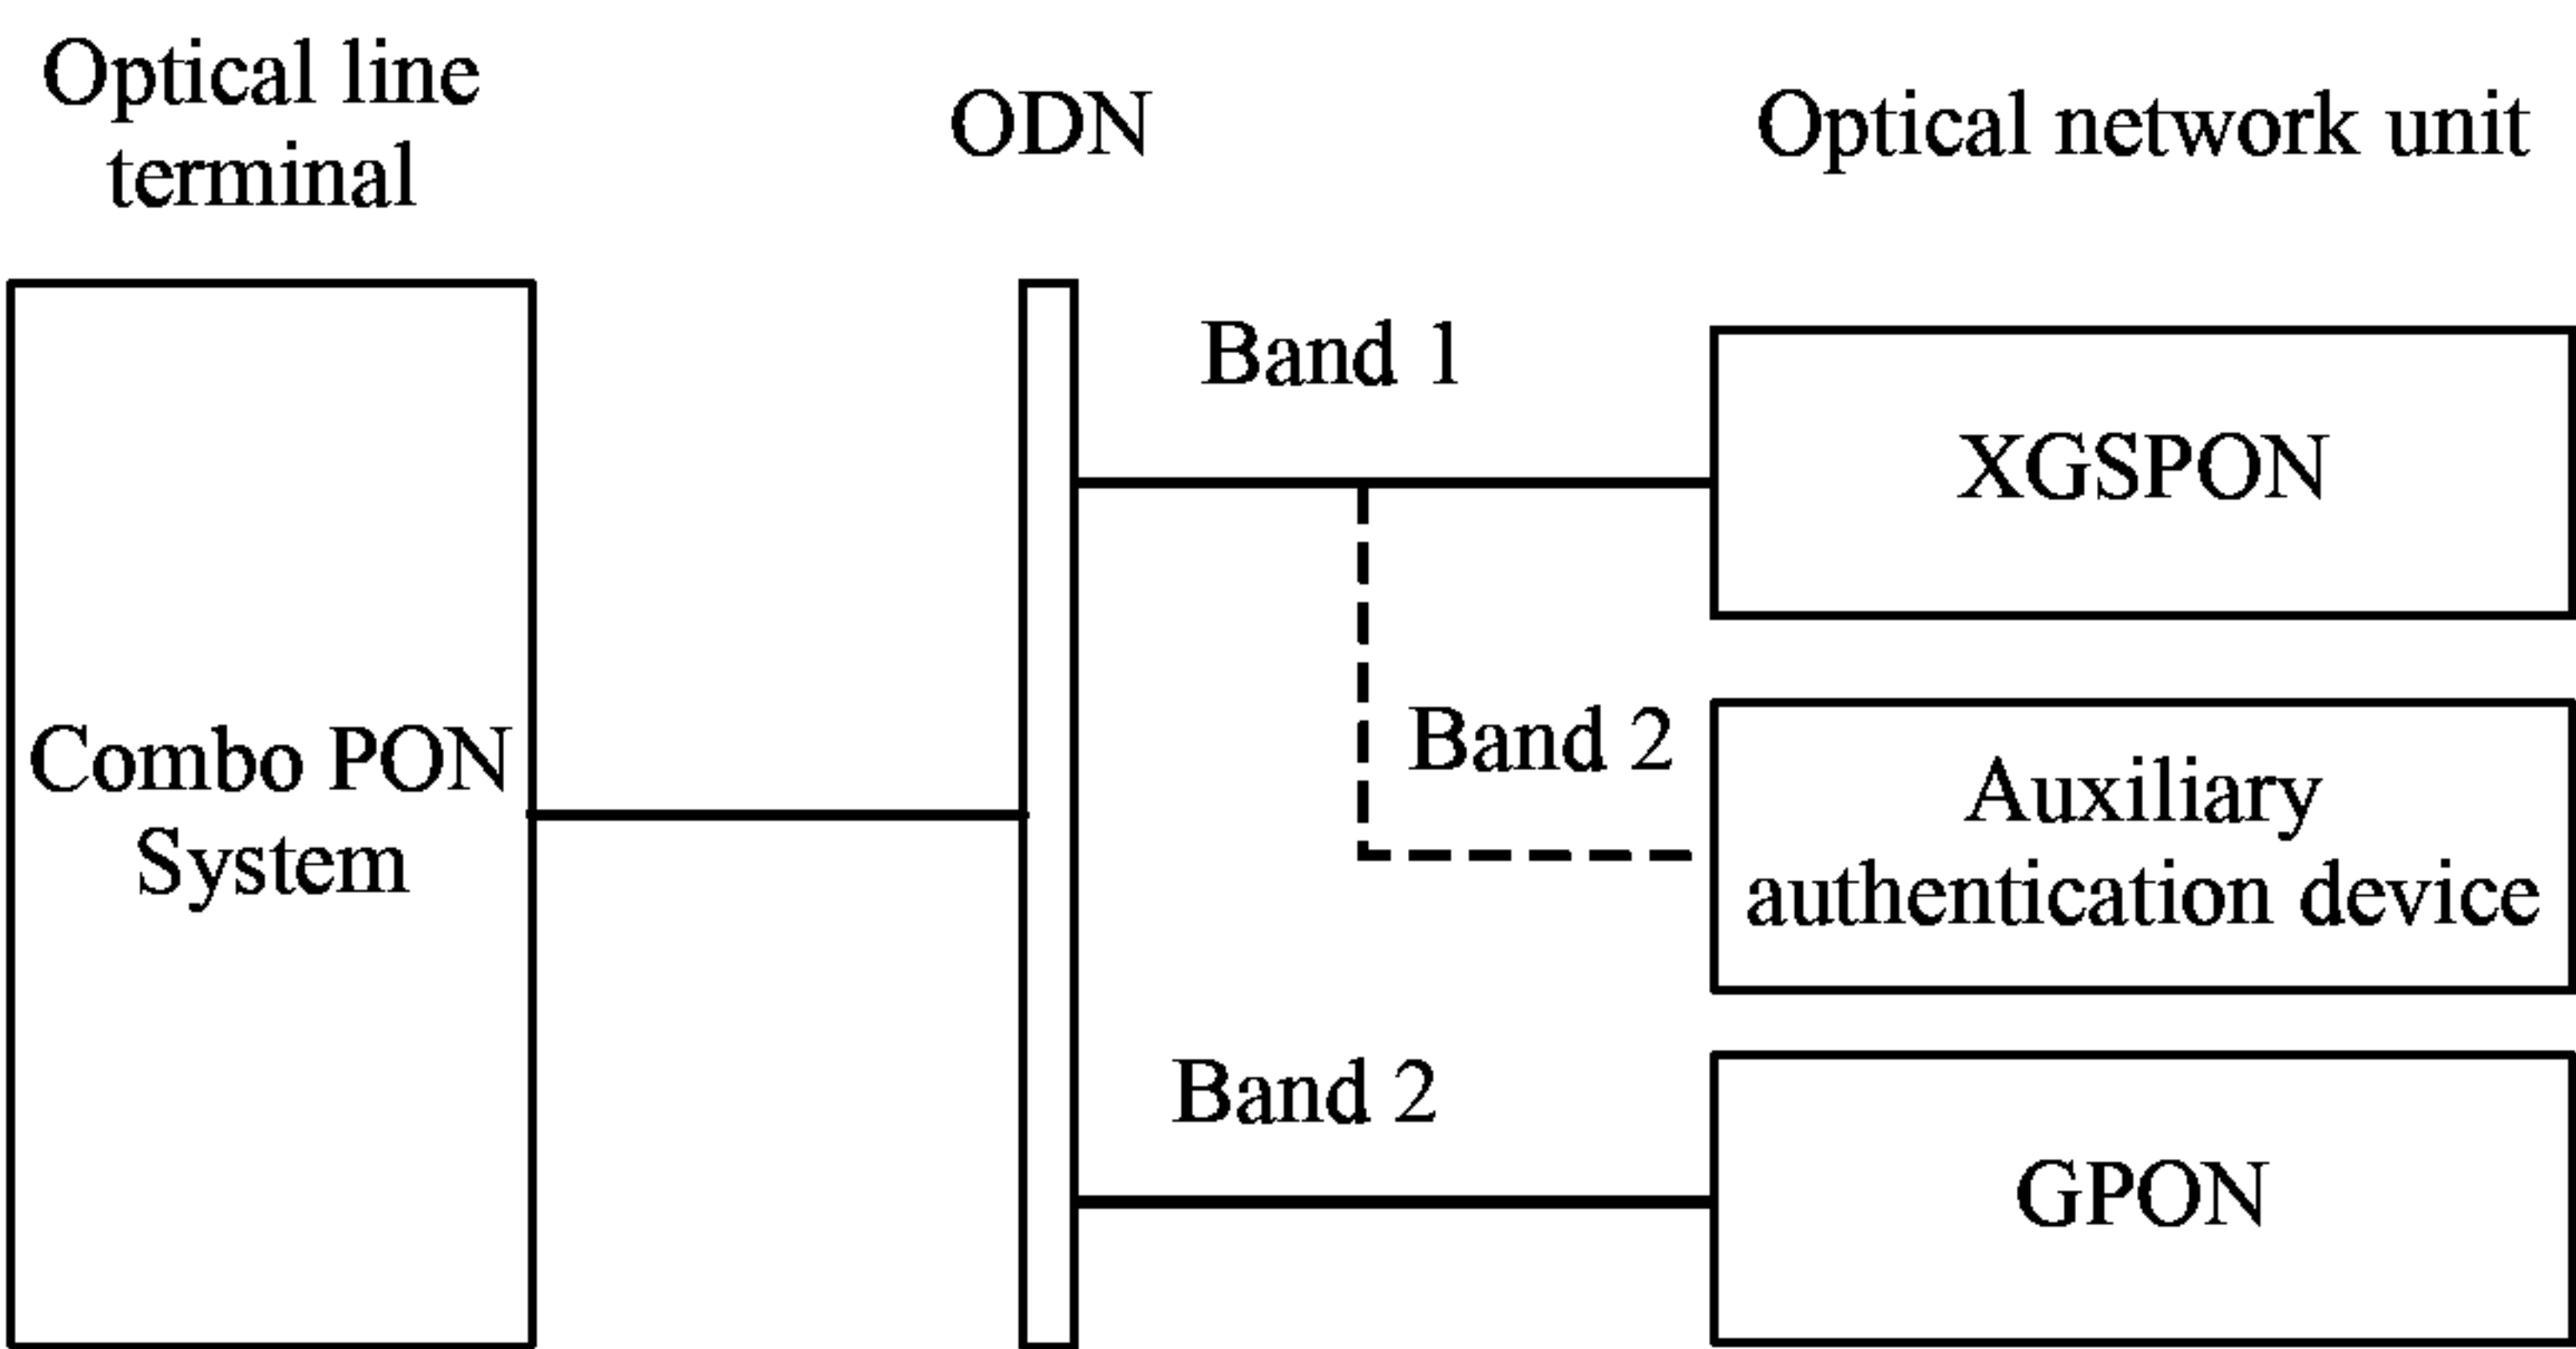 Optical line
terminal
ODN
Optical network unit
Band 1
XGSPON
Combo PON
System
Band 2
Auxiliary
authentication device
Band 2
GPON